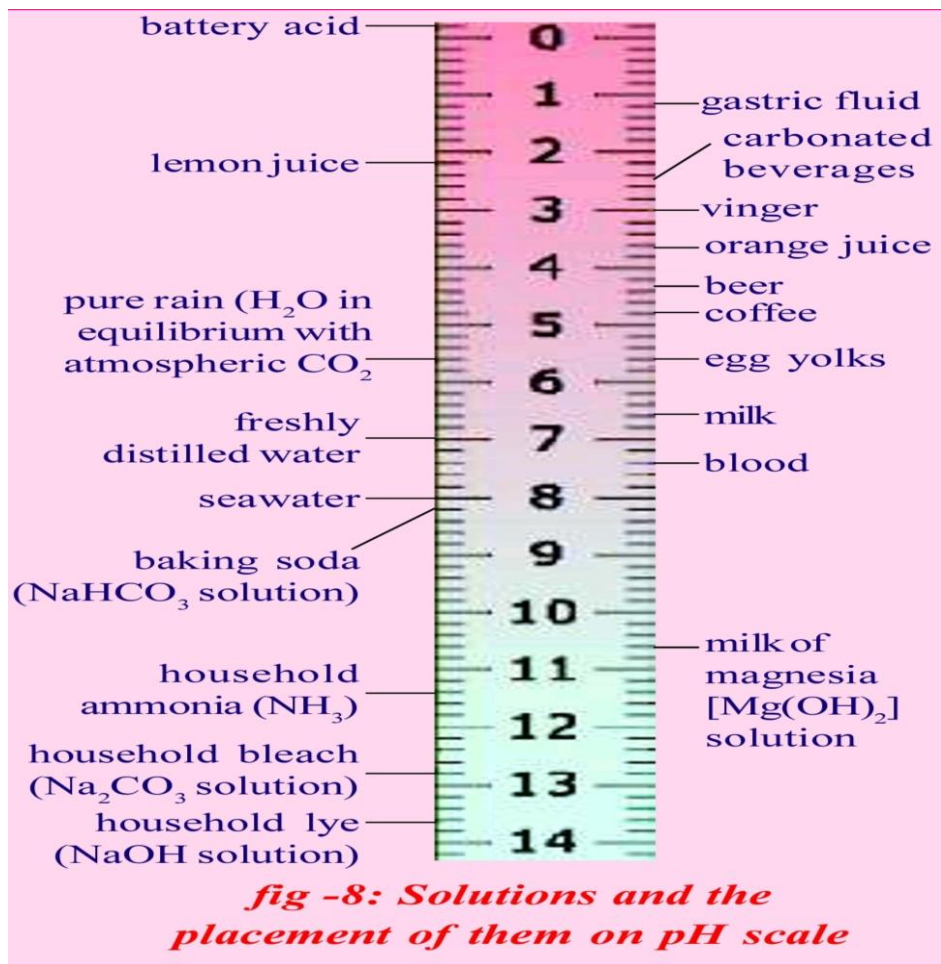 battery acid
lemon juice
pure rain (H₂O in
equilibrium with
atmospheric CO₂
freshly
distilled water
seawater
baking soda
(NaHCO₃ solution)
household
ammonia (NH₃)
household bleach
(Na₂CO₃ solution)
household lye
(NaOH solution)
0
1
2
3
4
5
6
7
8
9
10
11
12
13
14
gastric fluid
carbonated
beverages
vinger
orange juice
beer
coffee
egg yolks
milk
blood
milk of
magnesia
[Mg(OH)₂]
solution
fig -8: Solutions and the
placement of them on pH scale